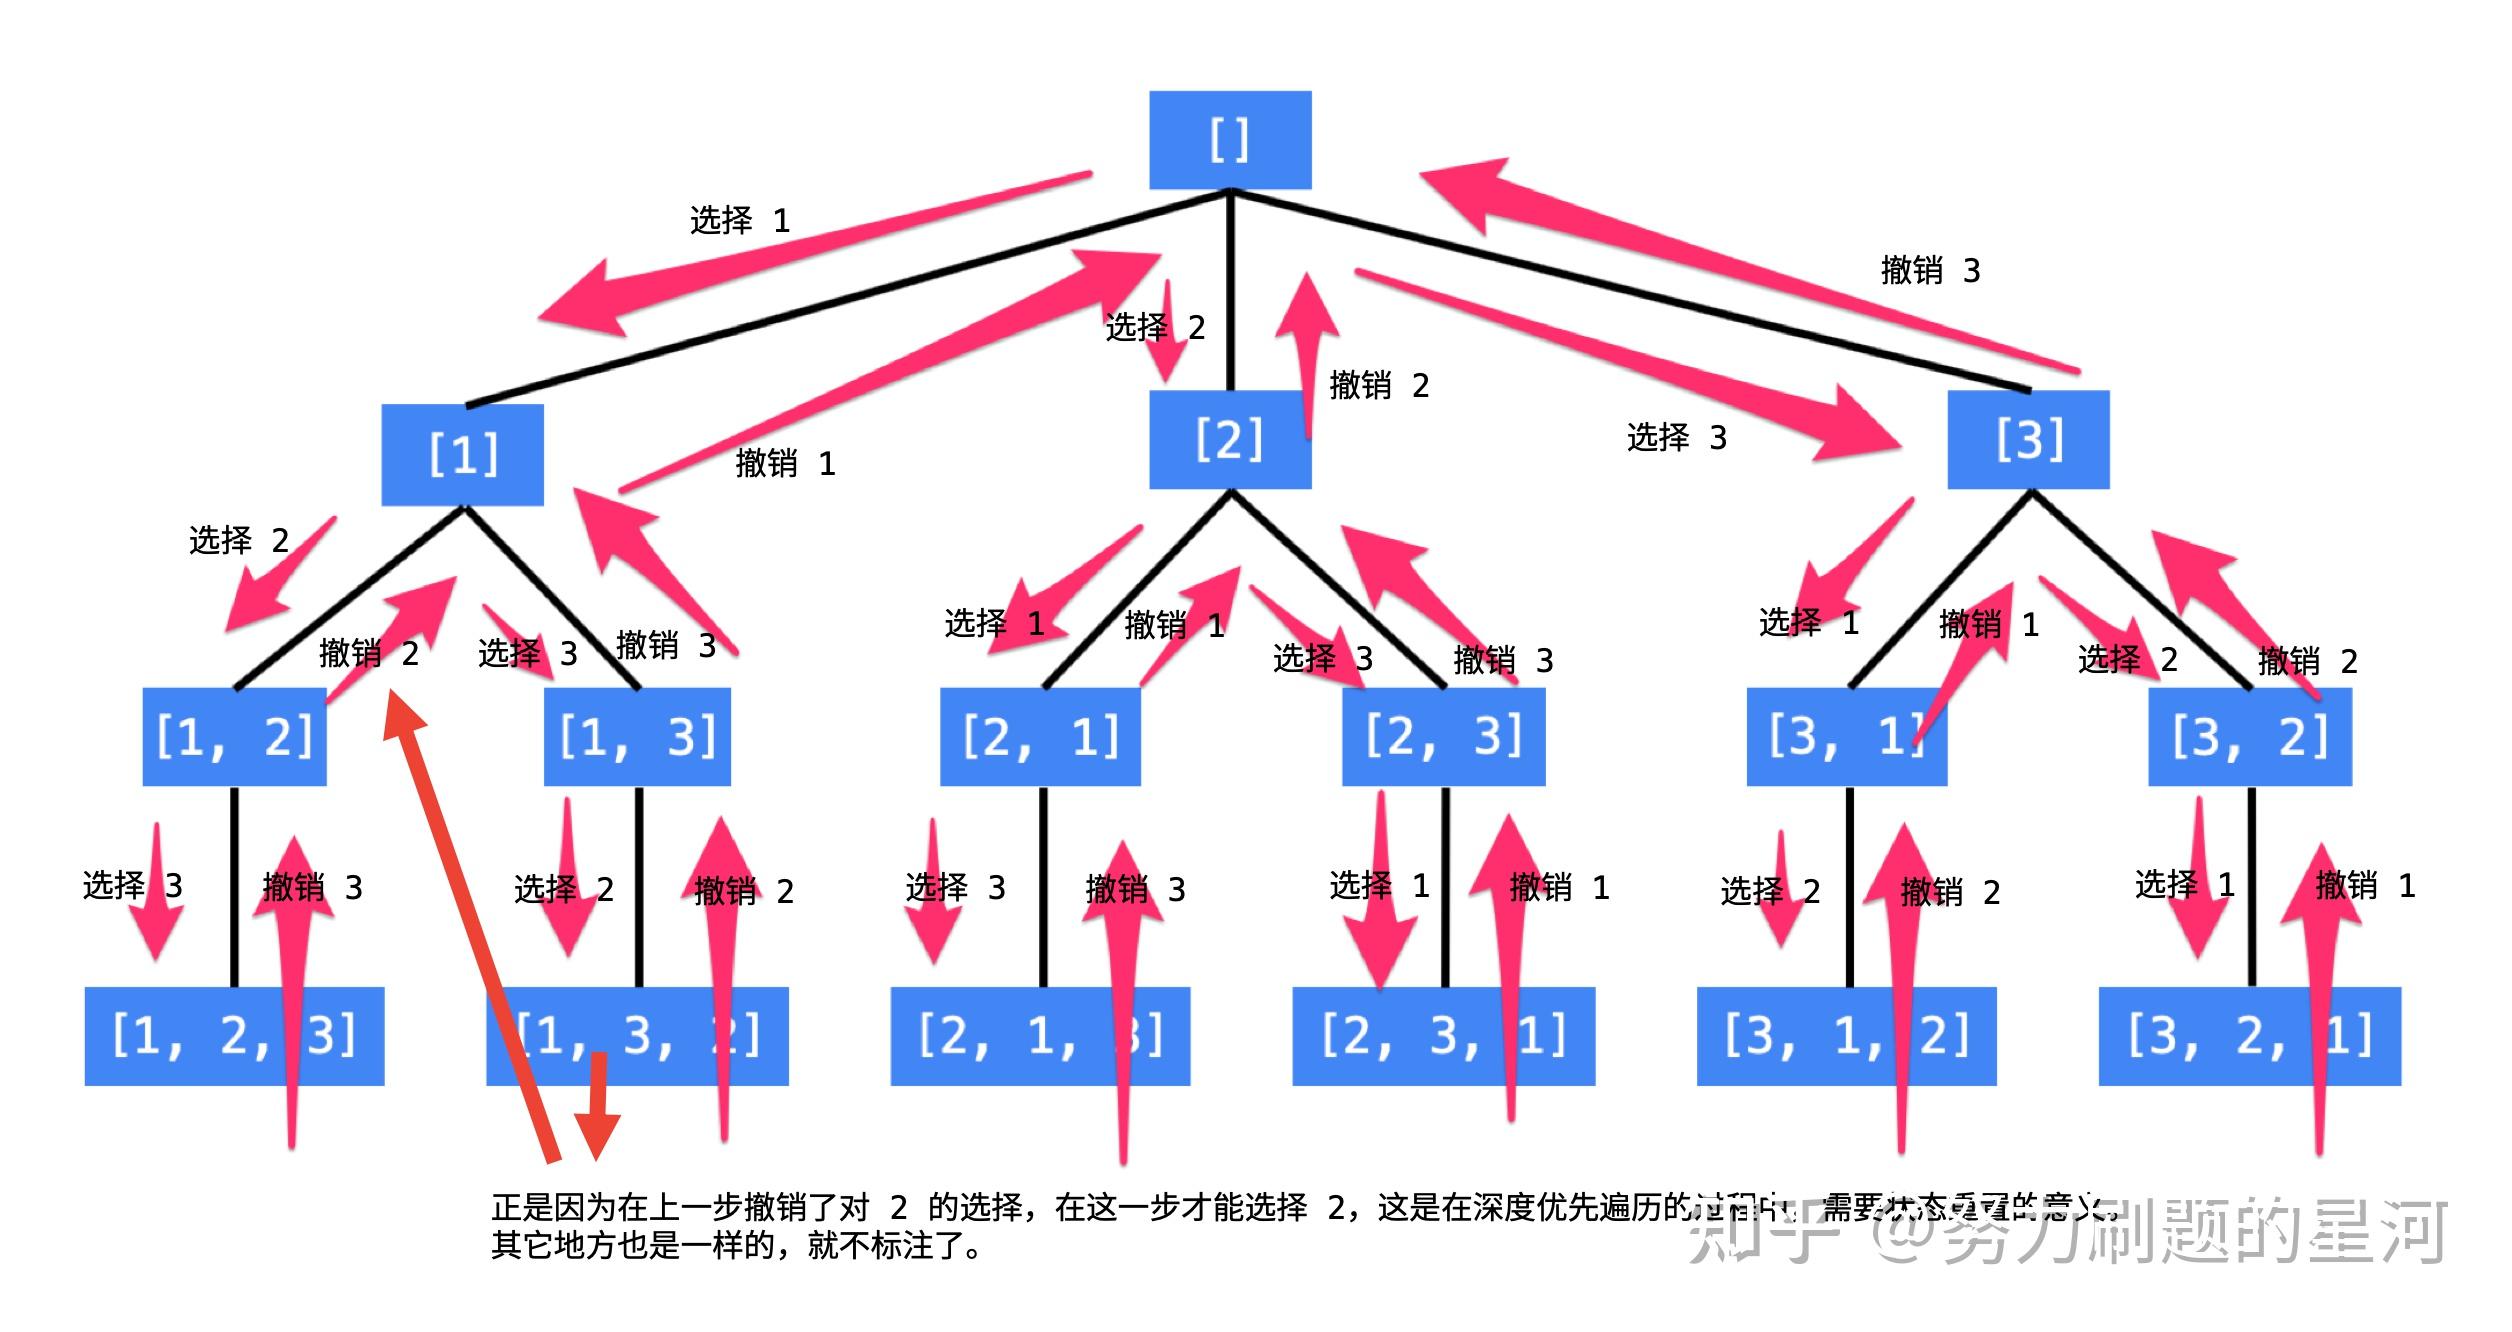 []
选择 1
撤销 3
选择 2
撤销 2
选择 3
撤销 1
[1]
[2]
[3]
选择 2
撤销 2
选择 3
撤销 3
选择 1
撤销 1
选择 3
撤销 3
选择 1
撤销 1
选择 2
撤销 2
[1, 2]
[1, 3]
[2, 1]
[2, 3]
[3, 1]
[3, 2]
选择 3
撤销 3
选择 2
撤销 2
选择 3
撤销 3
选择 1
撤销 1
选择 2
撤销 2
选择 1
撤销 1
[1, 2, 3]
[1, 3, 2]
[2, 1, 3]
[2, 3, 1]
[3, 1, 2]
[3, 2, 1]
正是因为在上一步撤销了对 2 的选择，在这一步才能选择 2，这是在深度优先遍历的过程中，需要状态重置的意义。
其它地方也是一样的，就不标注了。
知乎 @努力刷题的星河